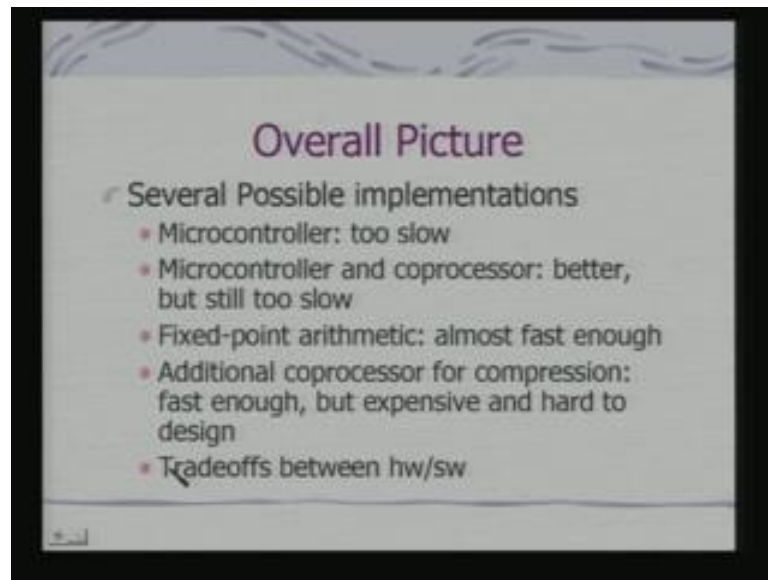 Overall Picture
Several Possible implementations
Microcontroller: too slow
Microcontroller and coprocessor: better,
but still too slow
Fixed-point arithmetic: almost fast enough
Additional coprocessor for compression:
fast enough, but expensive and hard to
design
Tradeoffs between hw/sw